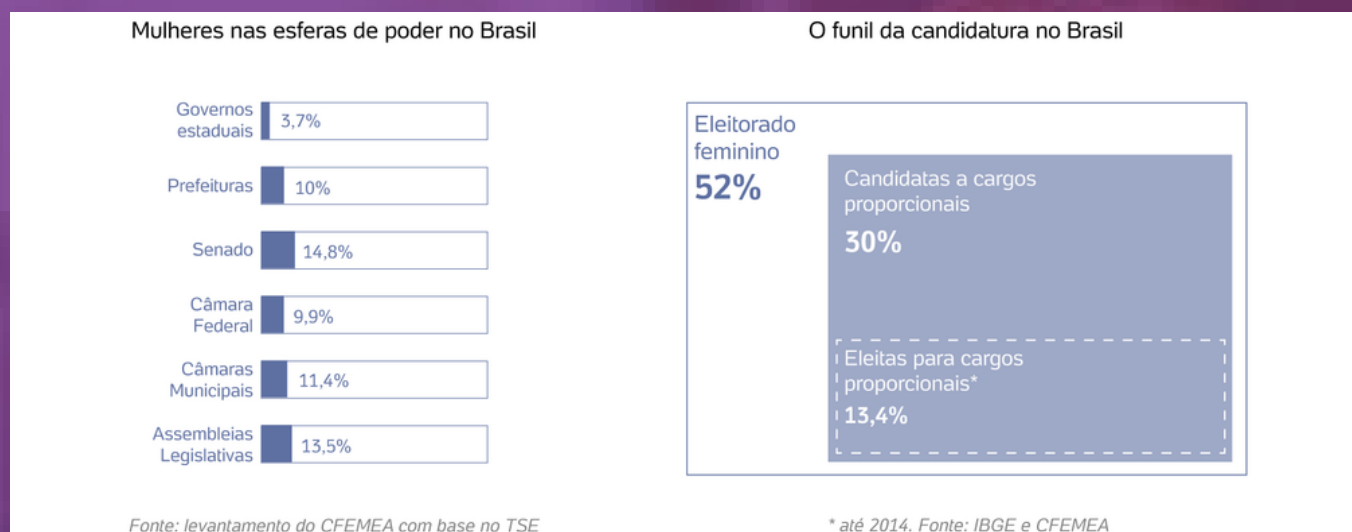 Mulheres nas esferas de poder no Brasil
Governos
estaduais
3,7%
Prefeituras
10%
Senado
14,8%
Câmara
Federal
9,9%
Câmaras
Municipais
11,4%
Assembleias
Legislativas
13,5%
Fonte: levantamento do CFEMEA com base no TSE
O funil da candidatura no Brasil
Eleitorado
feminino
52%
Candidatas a cargos
proporcionais
30%
Eleitas para cargos
proporcionais*
13,4%
* até 2014. Fonte: IBGE e CFEMEA